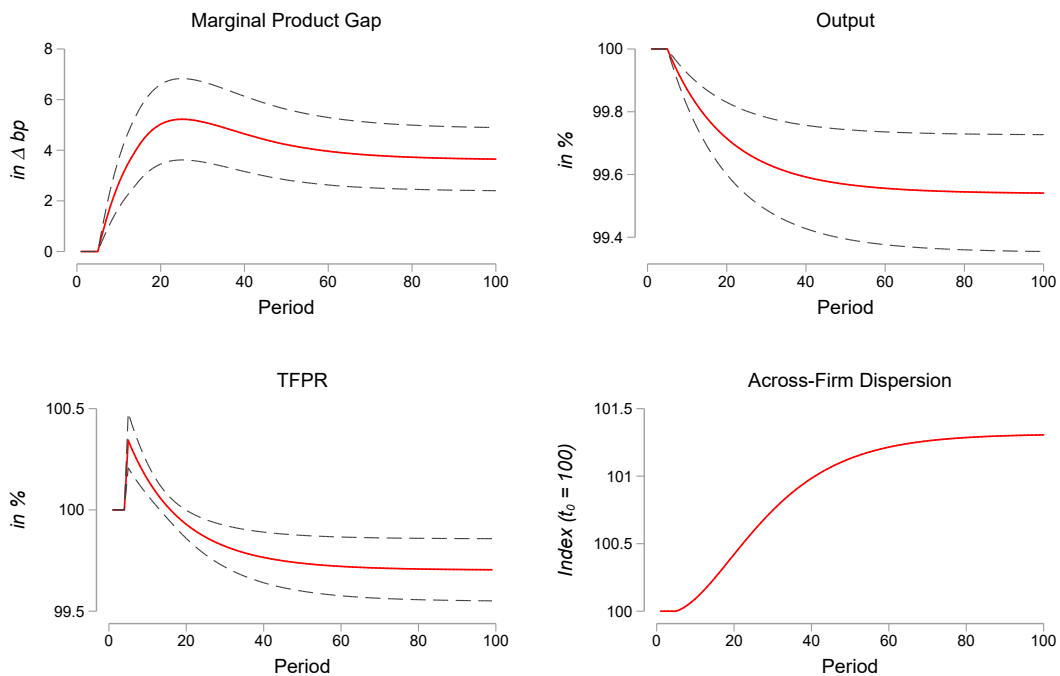 Marginal Product Gap
in Δ bp
8
6
4
2
0
0 20 40 60 80 100
Period
Output
in %
100
99.8
99.6
99.4
0 20 40 60 80 100
Period
TFPR
in %
100.5
100
99.5
0 20 40 60 80 100
Period
Across-Firm Dispersion
Index (t₀ = 100)
101.5
101
100.5
100
0 20 40 60 80 100
Period